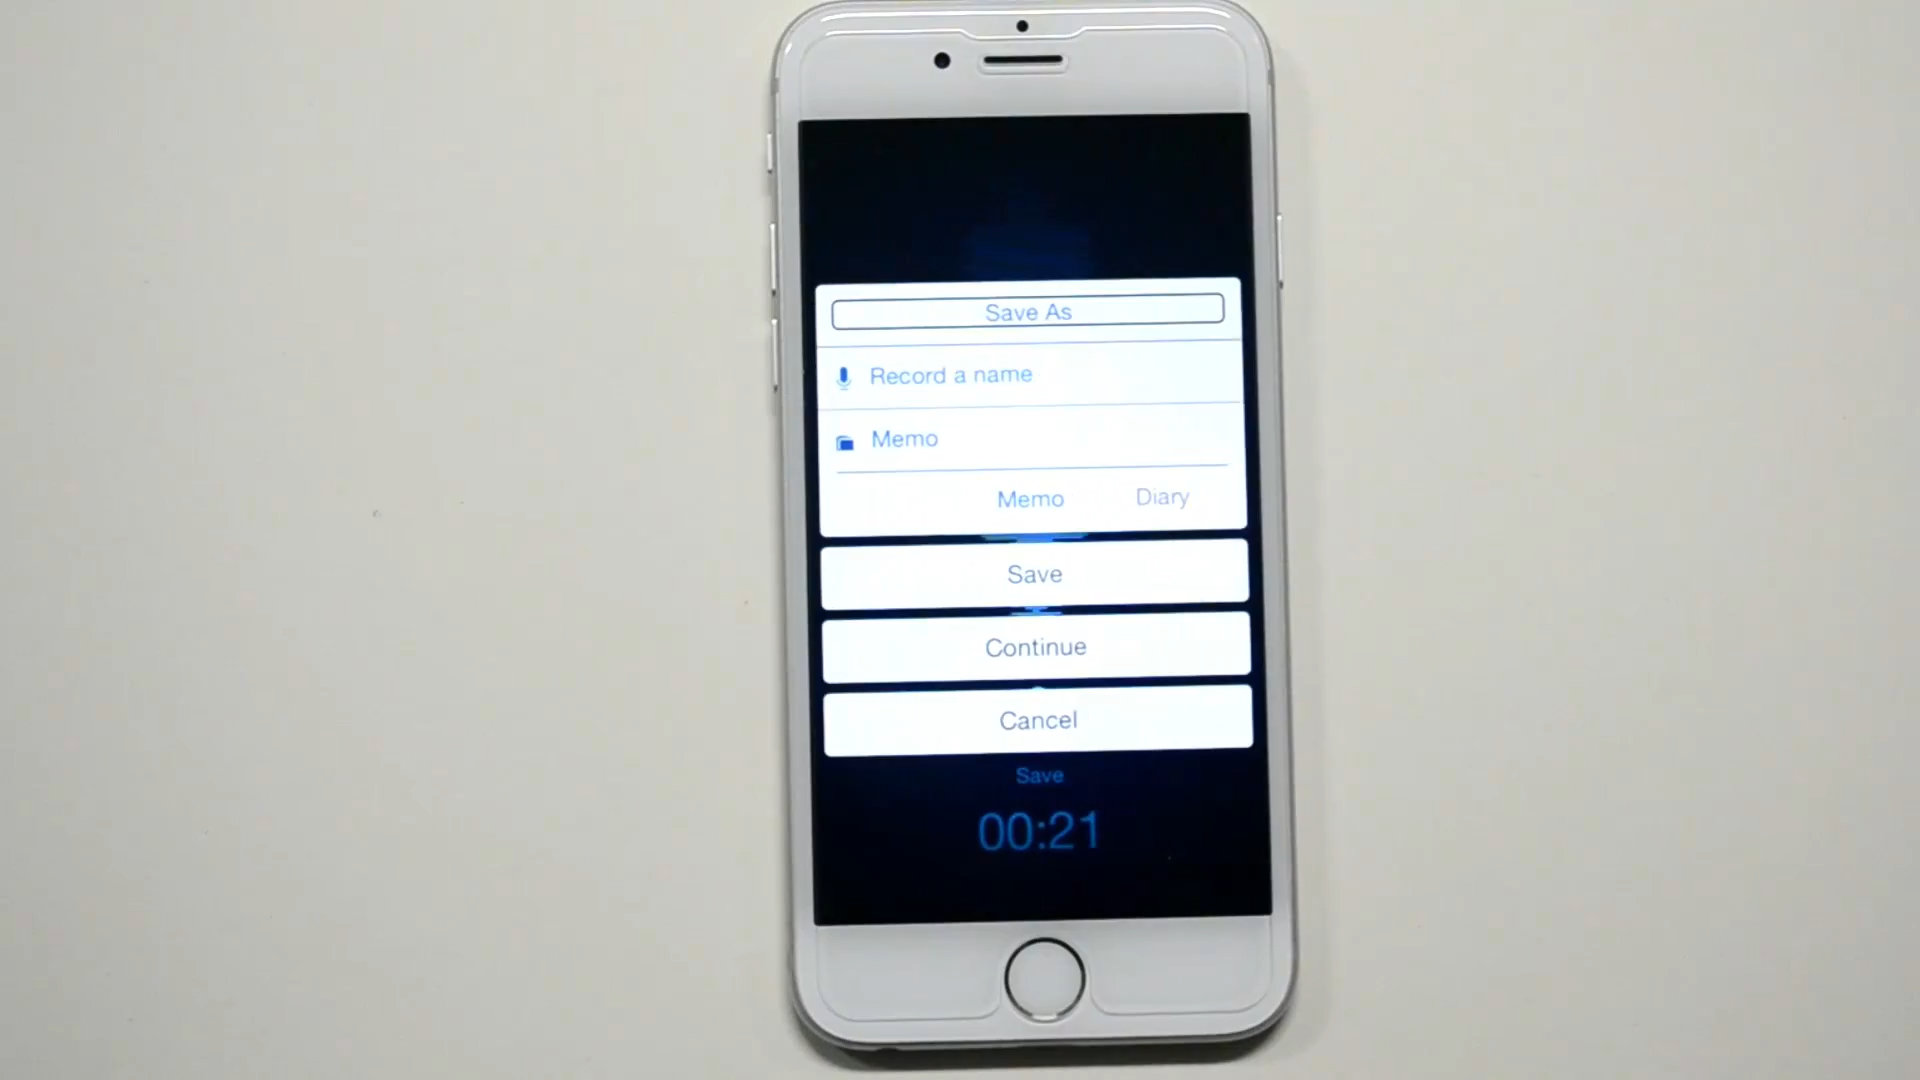 Save As
Record a name
Memo
Memo Diary
Save
Continue
Cancel
Save
00:21